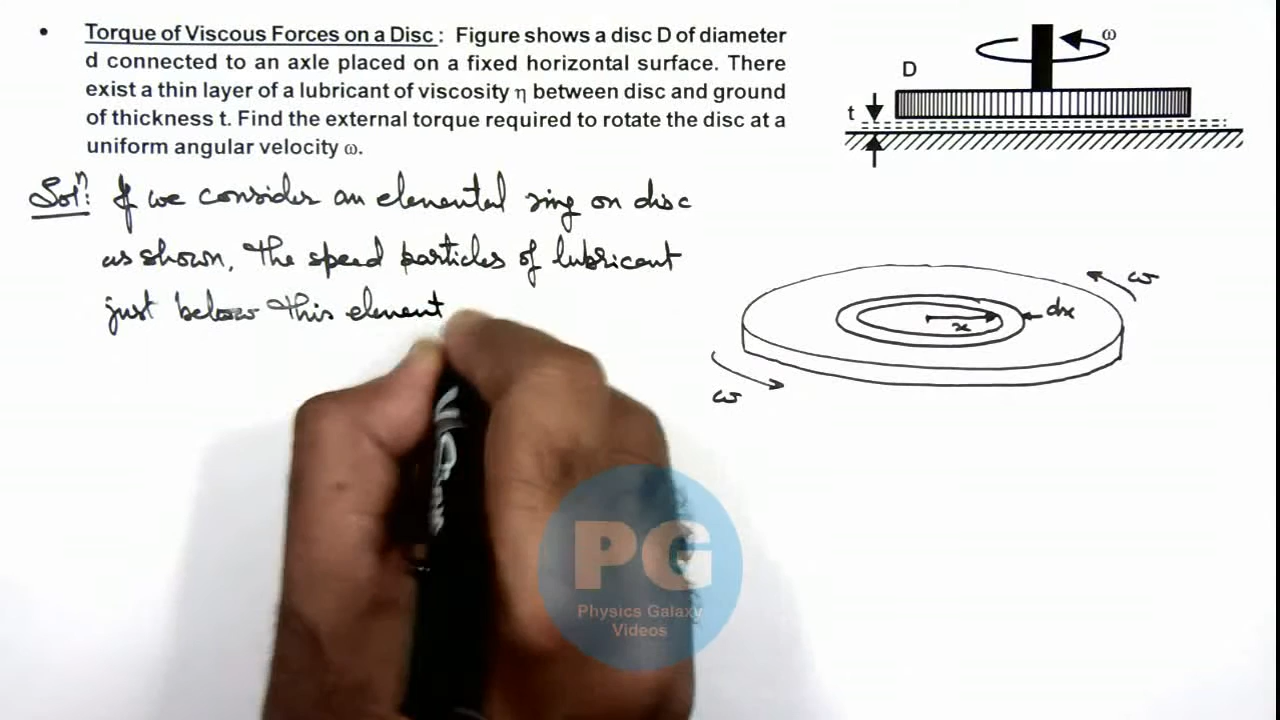 • Torque of Viscous Forces on a Disc : Figure shows a disc D of diameter
d connected to an axle placed on a fixed horizontal surface. There
exist a thin layer of a lubricant of viscosity η between disc and ground
of thickness t. Find the external torque required to rotate the disc at a
uniform angular velocity ω.
ω
D
t
Solⁿ: If we consider an elemental ring on disc
as shown, the speed particles of lubricant
just below this element
ω
dx
x
ω
PG
Physics Galaxy
Videos